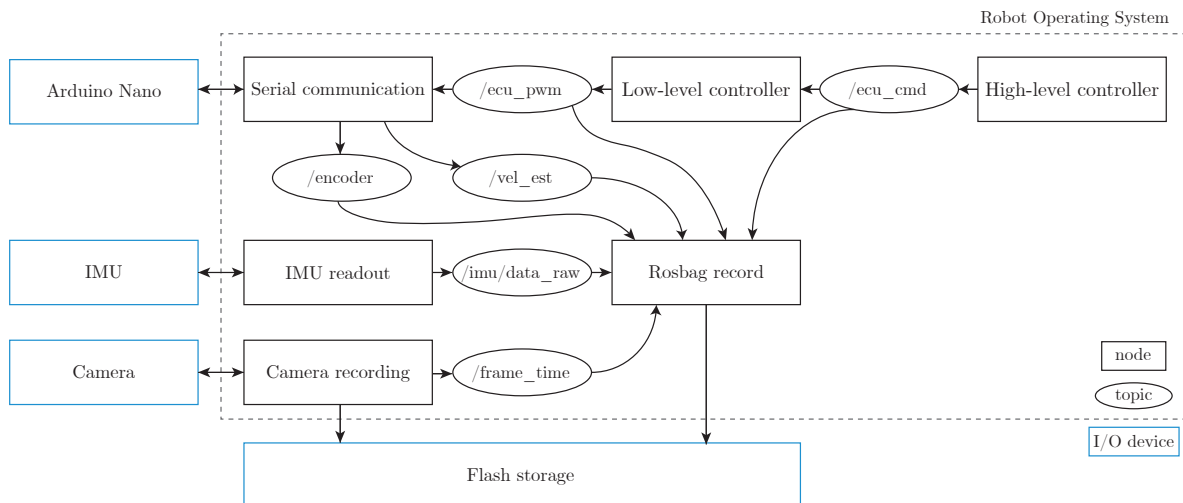 Robot Operating System
Arduino Nano
Serial communication
/ecu_pwm
Low-level controller
/ecu_cmd
High-level controller
/encoder
/vel_est
IMU
IMU readout
/imu/data_raw
Rosbag record
Camera
Camera recording
/frame_time
node
topic
I/O device
Flash storage